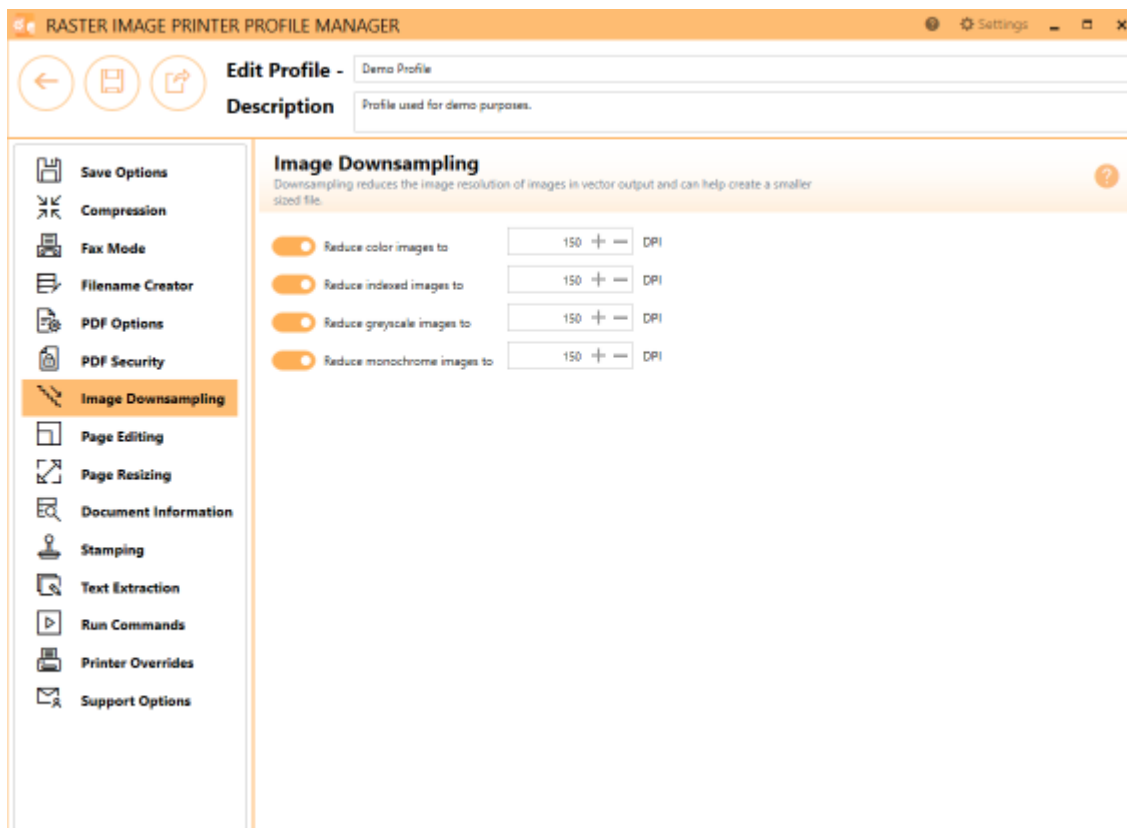 RASTER IMAGE PRINTER PROFILE MANAGER
Settings
Edit Profile - Demo Profile
Description Profile used for demo purposes.
Save Options
Compression
Fax Mode
Filename Creator
PDF Options
PDF Security
Image Downsampling
Page Editing
Page Resizing
Document Information
Stamping
Text Extraction
Run Commands
Printer Overrides
Support Options
Image Downsampling
Downsampling reduces the image resolution of images in vector output and can help create a smaller
sized file.
?
Reduce color images to 150 + − DPI
Reduce indexed images to 150 + − DPI
Reduce greyscale images to 150 + − DPI
Reduce monochrome images to 150 + − DPI